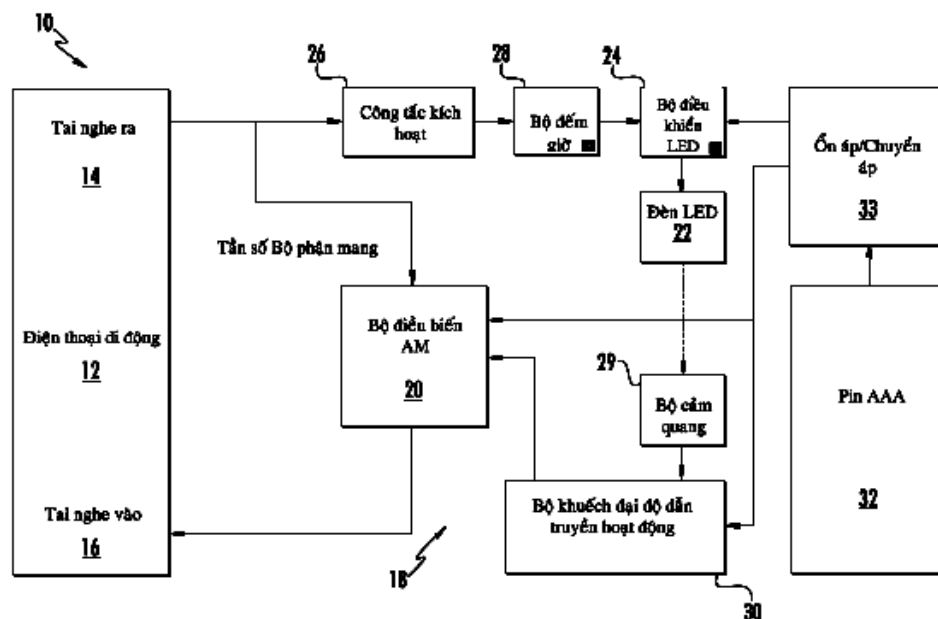 10
Tai nghe ra
14
Điện thoại di động
12
Tai nghe vào
16
26
Công tắc kích
hoạt
28
Bộ đếm
giờ
24
Bộ điều
khiển
LED
Ổn áp/Chuyển
áp
33
Đèn LED
22
Tần số Bộ phận mang
Bộ điều biến
AM
20
29
Bộ cảm
quang
Pin AAA
32
Bộ khuếch đại độ dẫn
truyền hoạt động
18
30